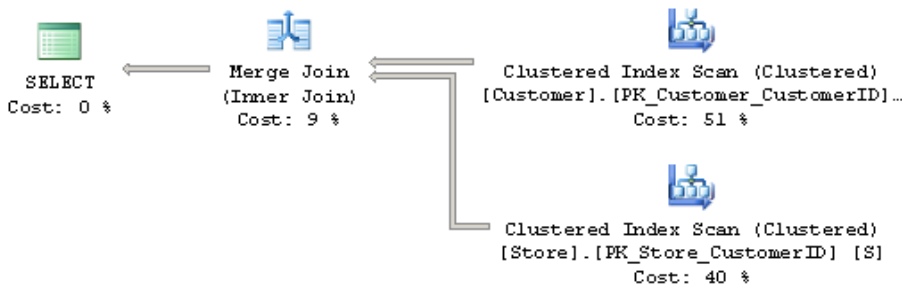 SELECT
Cost: 0 %
Merge Join
(Inner Join)
Cost: 9 %
Clustered Index Scan (Clustered)
[Customer].[PK_Customer_CustomerID]…
Cost: 51 %
Clustered Index Scan (Clustered)
[Store].[PK_Store_CustomerID] [S]
Cost: 40 %